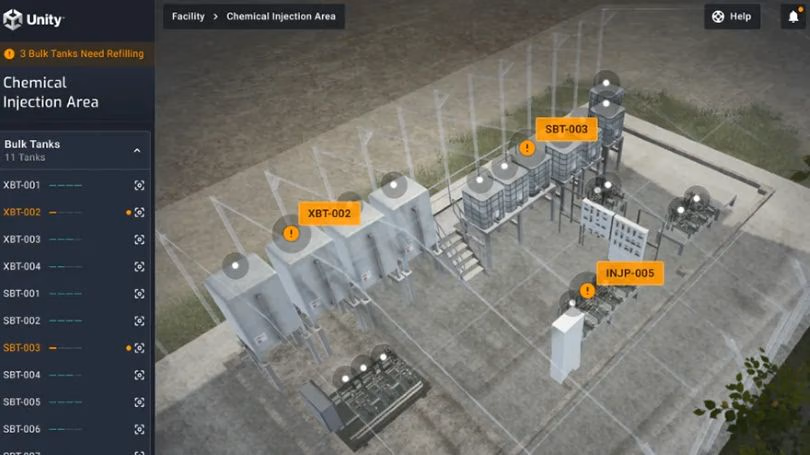 Unity
Facility > Chemical Injection Area
Help
3 Bulk Tanks Need Refilling
Chemical
Injection Area
Bulk Tanks
11 Tanks
XBT-001
XBT-002
XBT-003
XBT-004
SBT-001
SBT-002
SBT-003
SBT-004
SBT-005
SBT-006
SBT-003
XBT-002
INJP-005